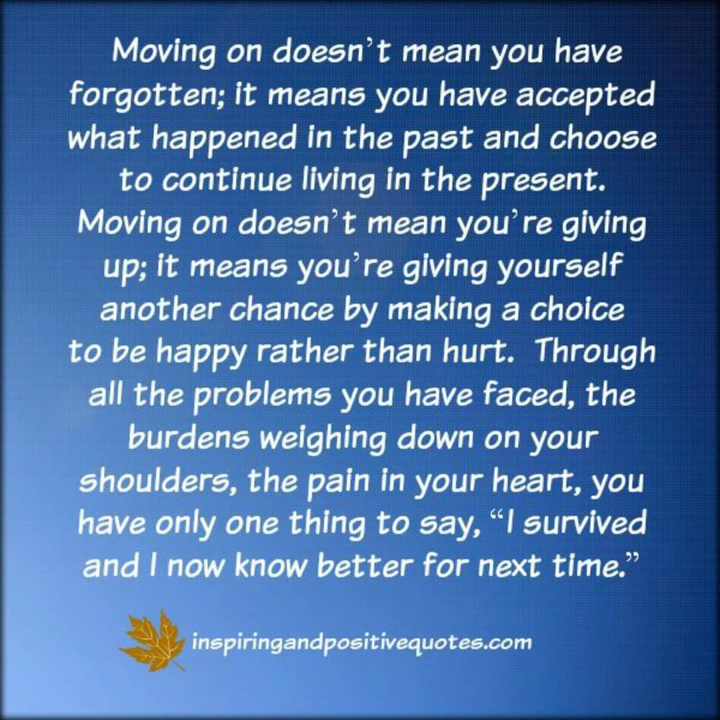 Moving on doesn't mean you have
forgotten; it means you have accepted
what happened in the past and choose
to continue living in the present.
Moving on doesn't mean you're giving
up; it means you're giving yourself
another chance by making a choice
to be happy rather than hurt.  Through
all the problems you have faced, the
burdens weighing down on your
shoulders, the pain in your heart, you
have only one thing to say, “I survived
and I now know better for next time.”
inspiringandpositivequotes.com